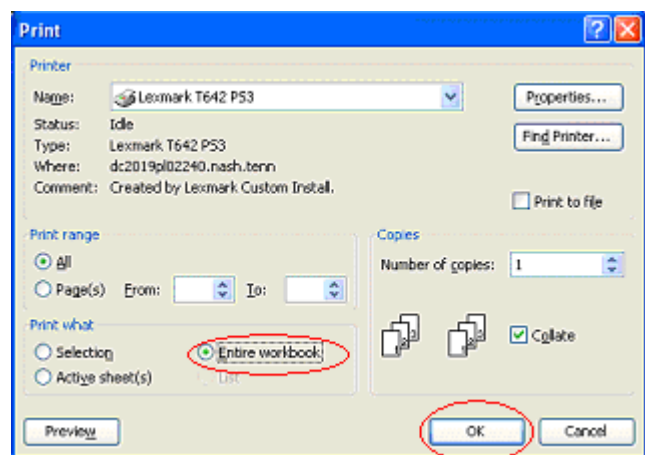 Print
Printer
Name: Lexmark T642 PS3 Properties...
Status: Idle Find Printer...
Type: Lexmark T642 PS3
Where: dc2019pl02240.nash.tenn
Comment: Created by Lexmark Custom Install. Print to file
Print range Copies
All Number of copies: 1
Page(s) From: To:
Print what
Selection Entire workbook Collate
Active sheet(s) List
Preview OK Cancel